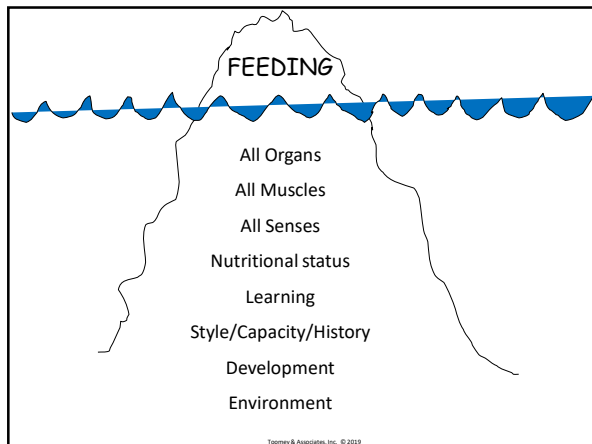 FEEDING
All Organs
All Muscles
All Senses
Nutritional status
Learning
Style/Capacity/History
Development
Environment
Toomey & Associates, Inc. © 2019